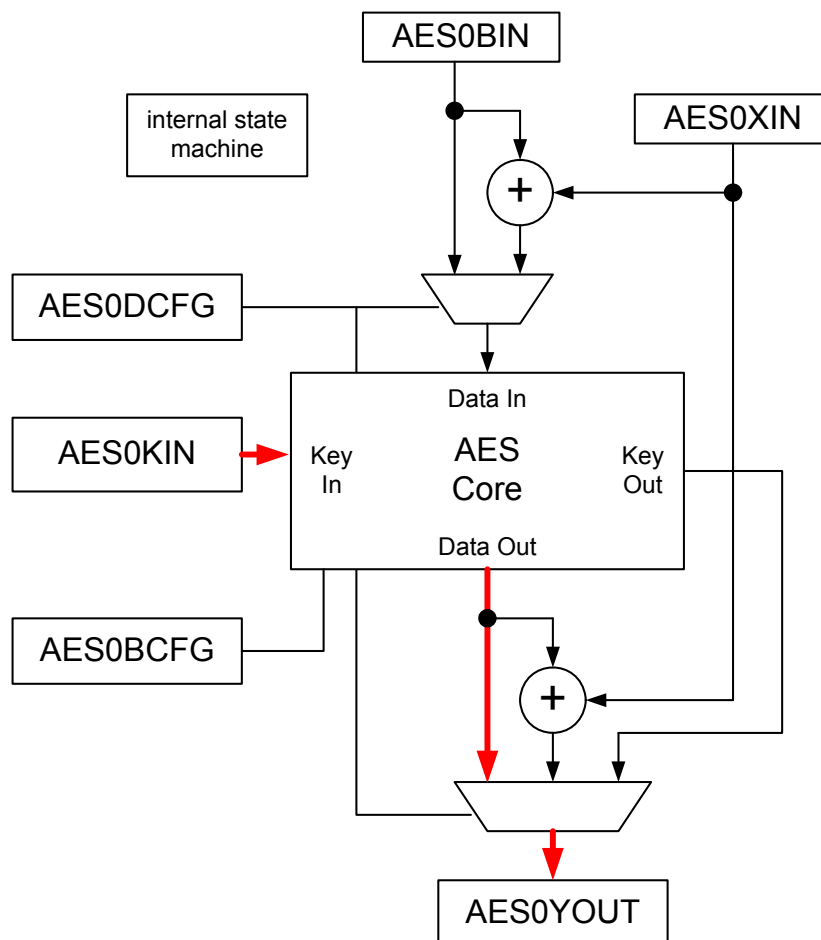 AES0BIN
internal state
machine
AES0XIN
+
AES0DCFG
Data In
AES0KIN
Key
In
AES
Core
Key
Out
Data Out
AES0BCFG
+
AES0YOUT